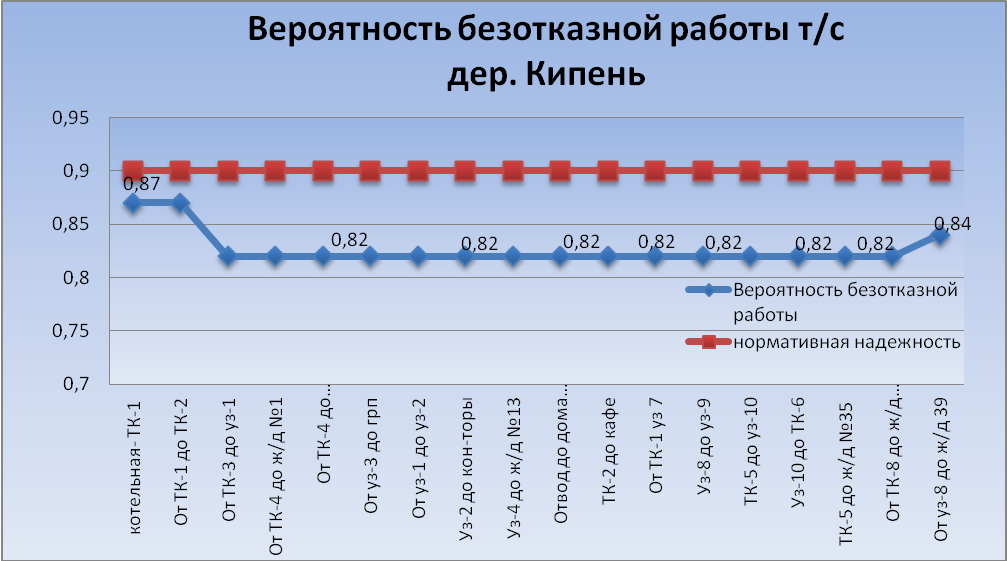 Вероятность безотказной работы т/с
дер. Кипень
0,95
0,9
0,85
0,8
0,75
0,7
0,87
0,82
0,82
0,82
0,82
0,82
0,82
0,82
0,84
Вероятность безотказной
работы
нормативная надежность
котельная- ТК-1
От ТК-1 до ТК-2
От ТК-3 до уз-1
От ТК-4 до ж/д №1
От ТК-4 до...
От уз-3 до грп
От уз-1 до уз-2
Уз-2 до кон-торы
Уз-4 до ж/д №13
Отвод до дома...
ТК-2 до кафе
От ТК-1 уз 7
Уз-8 до уз-9
ТК-5 до уз-10
Уз-10 до ТК-6
ТК-5 до ж/д №35
От ТК-8 до ж/д...
От уз-8 до ж/д 39